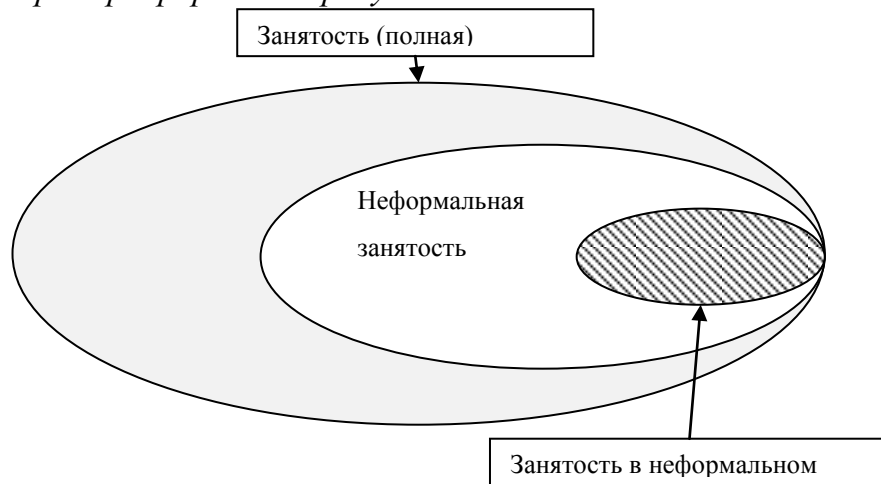 Занятость (полная)
Неформальная
занятость
Занятость в неформальном